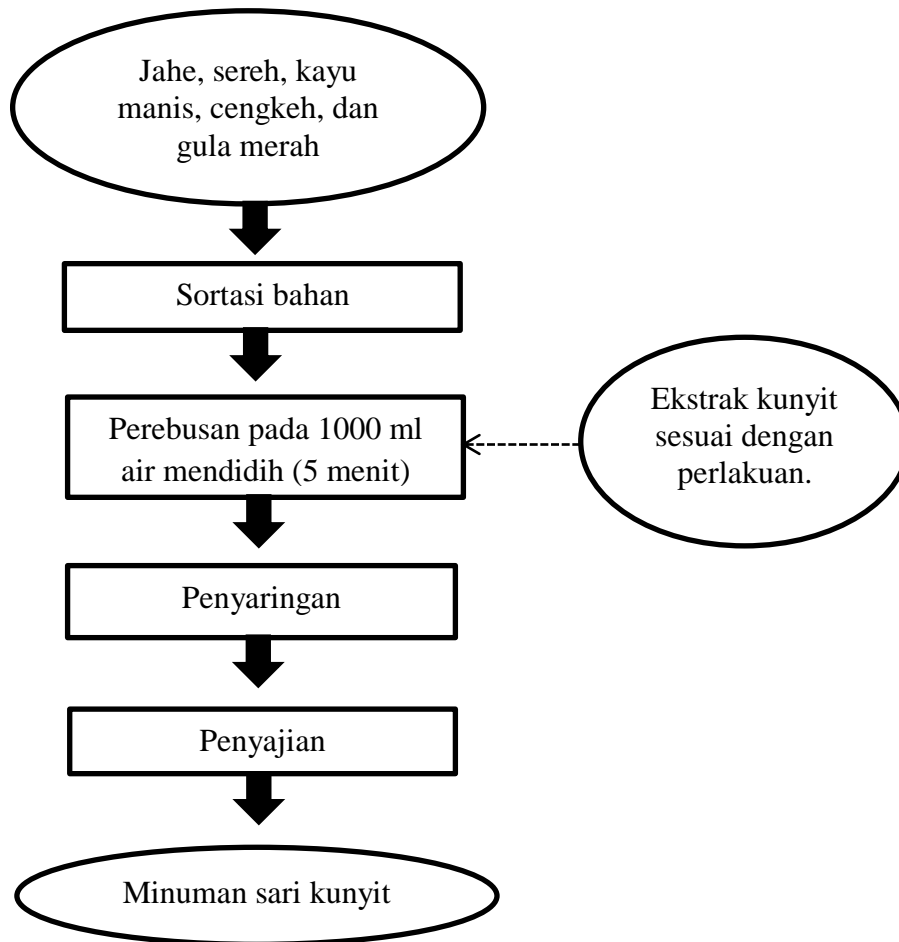 Jahe, sereh, kayu
manis, cengkeh, dan
gula merah
Sortasi bahan
Perebusan pada 1000 ml
air mendidih (5 menit)
Ekstrak kunyit
sesuai dengan
perlakuan.
Penyaringan
Penyajian
Minuman sari kunyit